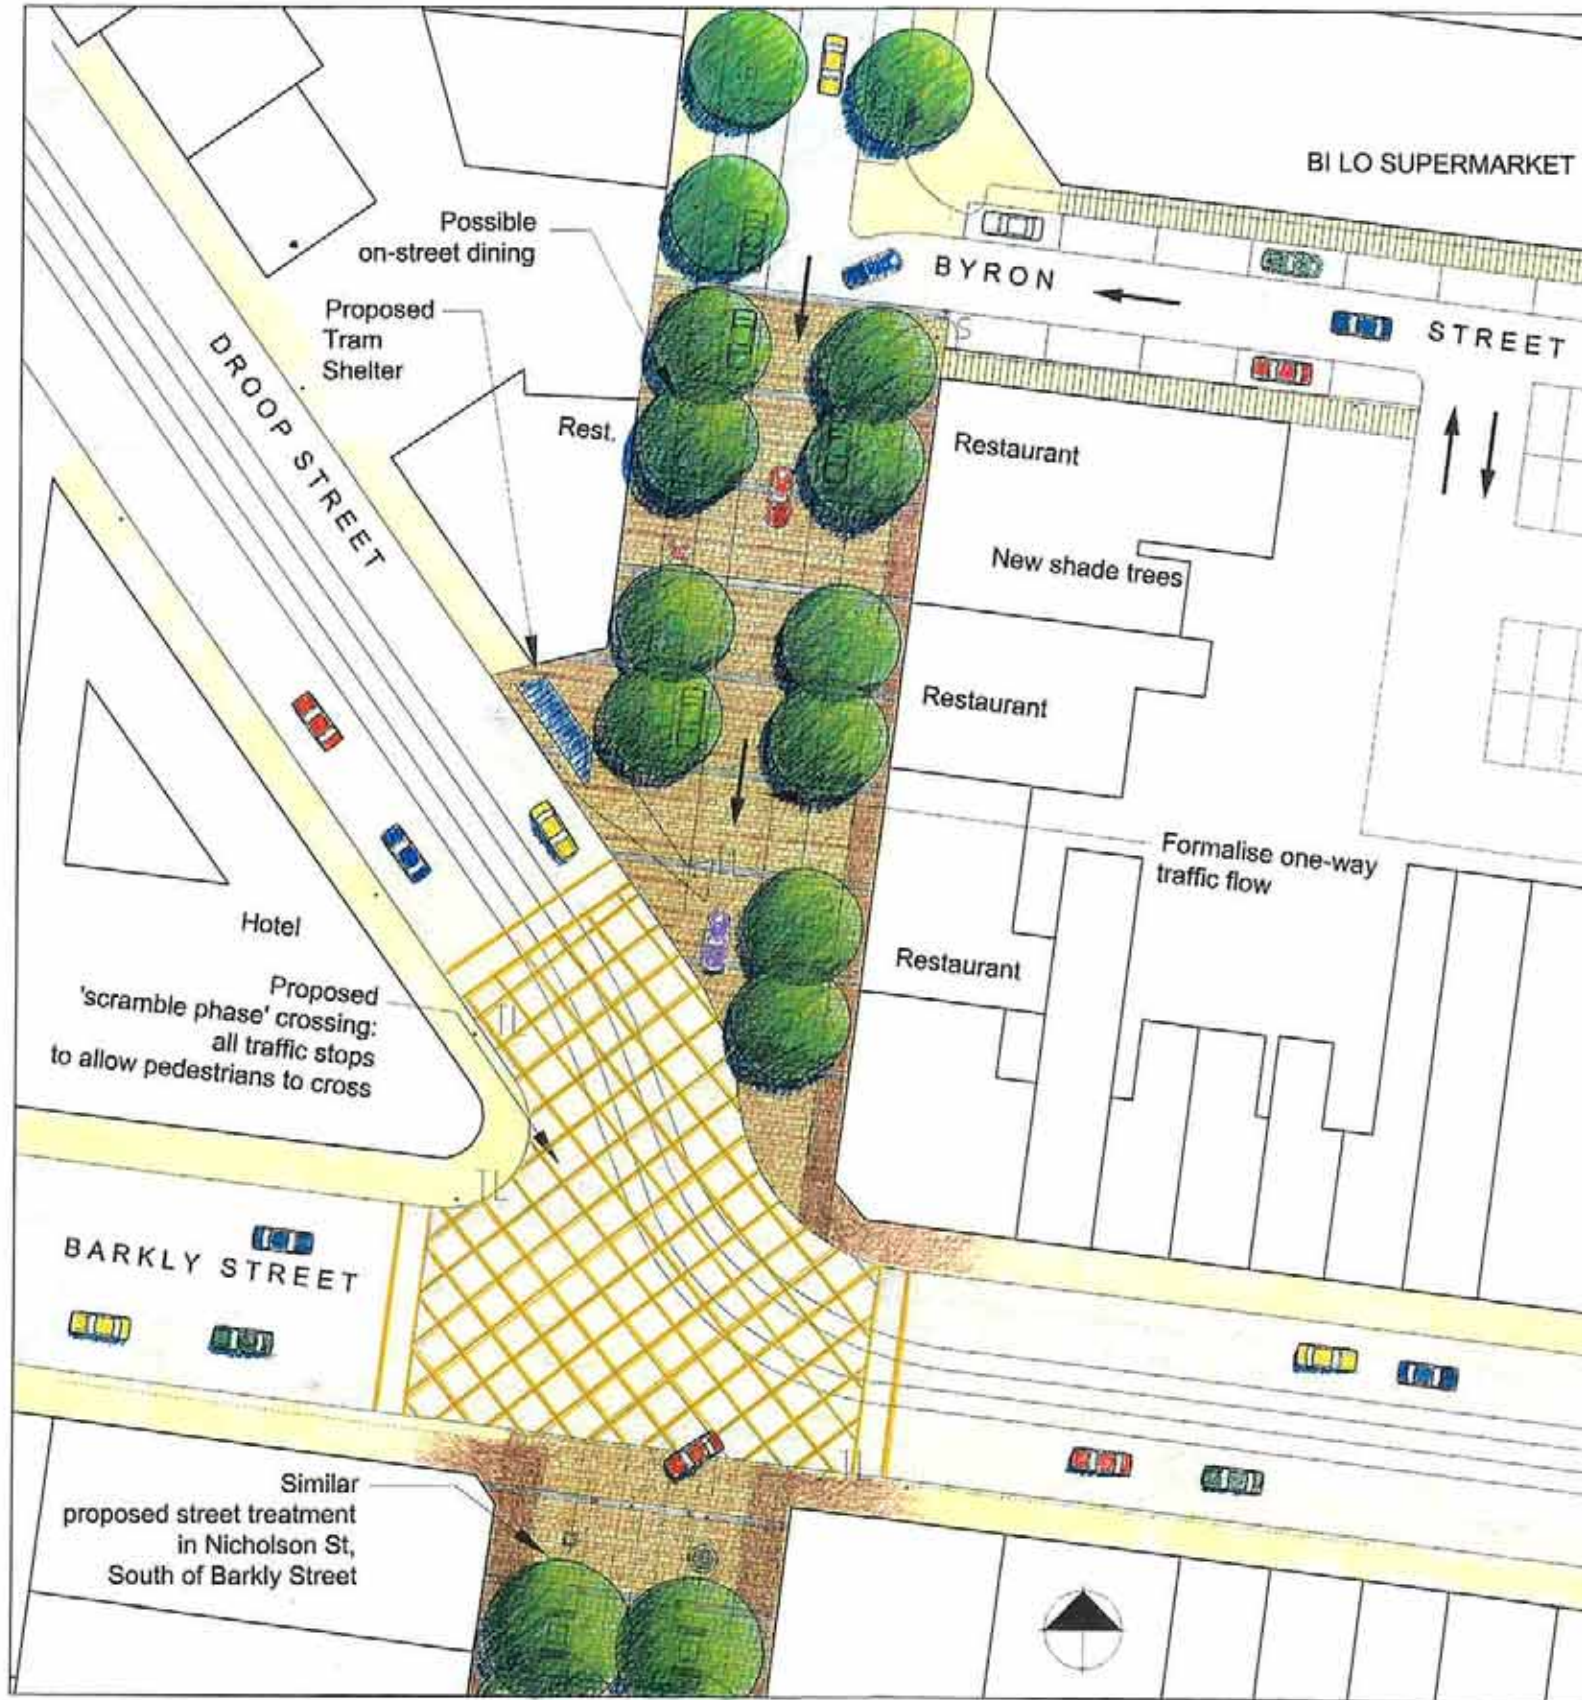 BI LO SUPERMARKET
Possible
on-street dining
BYRON
STREET
Proposed
Tram
Shelter
DROOP STREET
Rest.
Restaurant
New shade trees
Restaurant
Formalise one-way
traffic flow
Hotel
Restaurant
Proposed
'scramble phase' crossing:
all traffic stops
to allow pedestrians to cross
BARKLY STREET
Similar
proposed street treatment
in Nicholson St,
South of Barkly Street